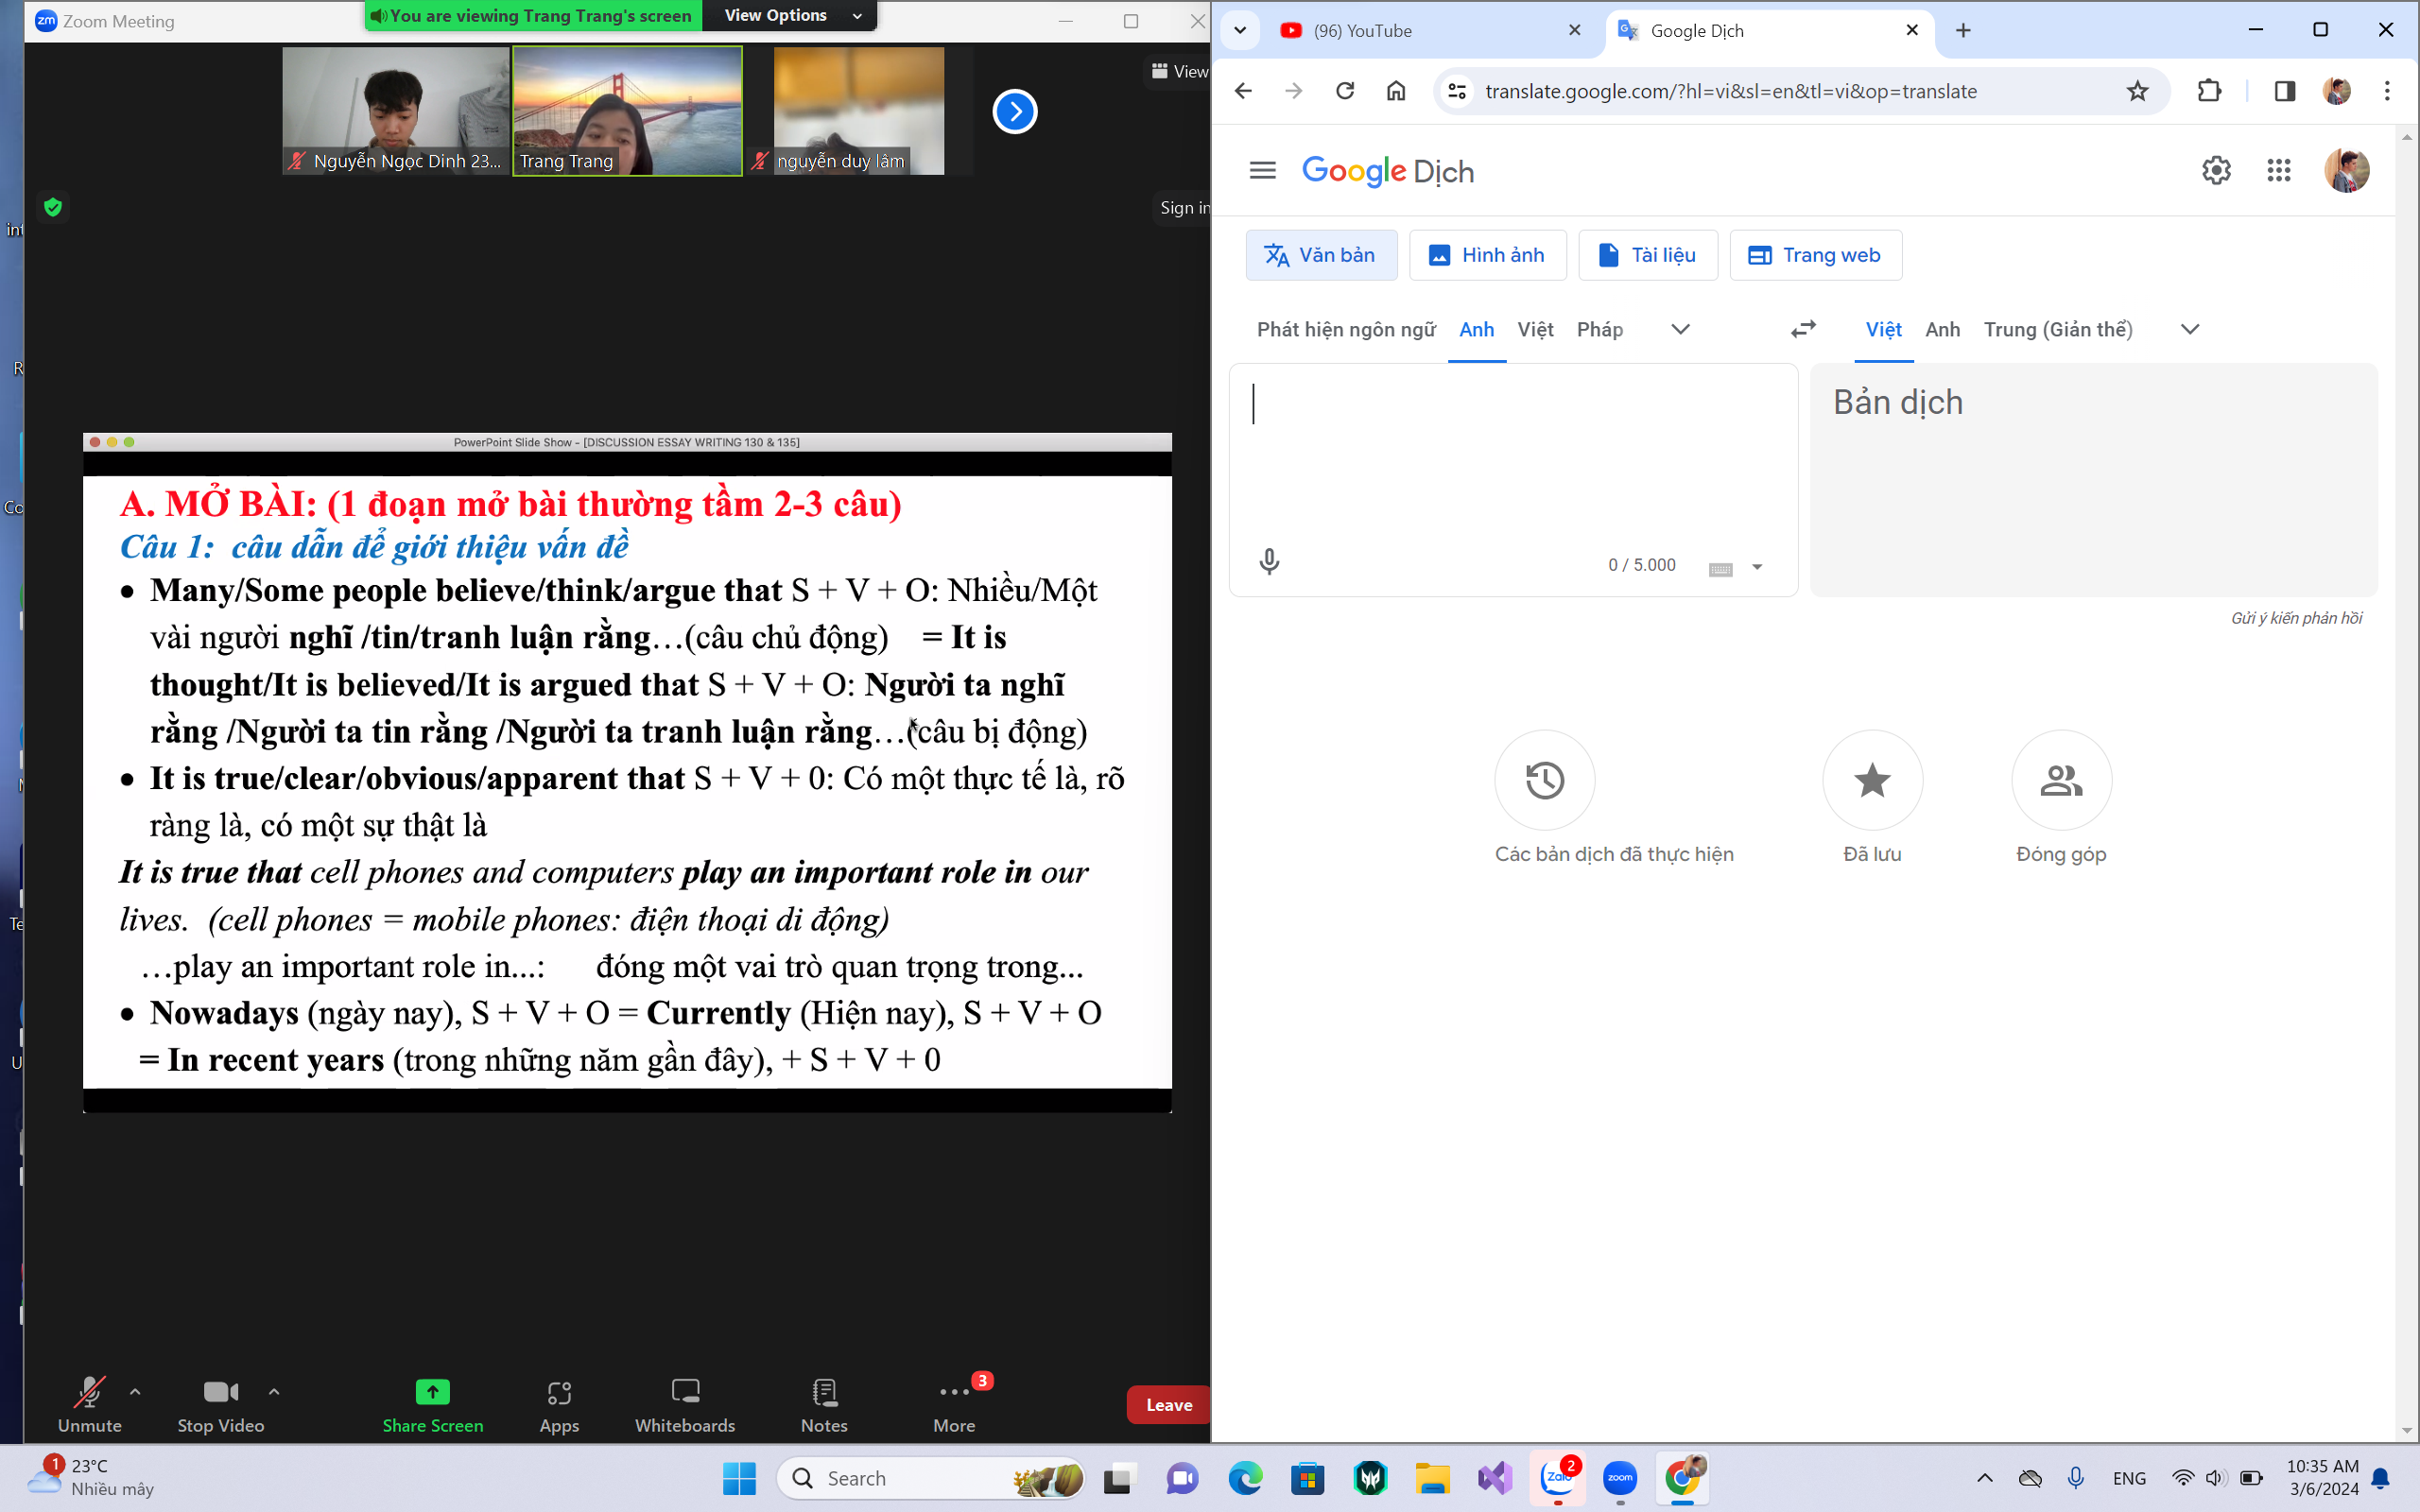 Zoom Meeting
You are viewing Trang Trang's screen
View Options
Nguyễn Ngọc Dinh 23...
Trang Trang
nguyễn duy lâm
View
Sign in
PowerPoint Slide Show - [DISCUSSION ESSAY WRITING 130 & 135]
A. MỞ BÀI: (1 đoạn mở bài thường tầm 2-3 câu)
Câu 1: câu dẫn để giới thiệu vấn đề
• Many/Some people believe/think/argue that S + V + O: Nhiều/Một
vài người nghĩ /tin/tranh luận rằng…(câu chủ động) = It is
thought/It is believed/It is argued that S + V + O: Người ta nghĩ
rằng /Người ta tin rằng /Người ta tranh luận rằng…(câu bị động)
• It is true/clear/obvious/apparent that S + V + 0: Có một thực tế là, rõ
ràng là, có một sự thật là
It is true that cell phones and computers play an important role in our
lives. (cell phones = mobile phones: điện thoại di động)
…play an important role in...: đóng một vai trò quan trọng trong...
• Nowadays (ngày nay), S + V + O = Currently (Hiện nay), S + V + O
= In recent years (trong những năm gần đây), + S + V + 0
Unmute
Stop Video
Share Screen
Apps
Whiteboards
Notes
3
More
Leave
(96) YouTube
Google Dịch
translate.google.com/?hl=vi&sl=en&tl=vi&op=translate
Google Dịch
Văn bản
Hình ảnh
Tài liệu
Trang web
Phát hiện ngôn ngữ
Anh
Việt
Pháp
Việt
Anh
Trung (Giản thể)
Bản dịch
0 / 5.000
Gửi ý kiến phản hồi
Các bản dịch đã thực hiện
Đã lưu
Đóng góp
1
23°C
Nhiều mây
Search
Zalo
2
zoom
ENG
10:35 AM
3/6/2024